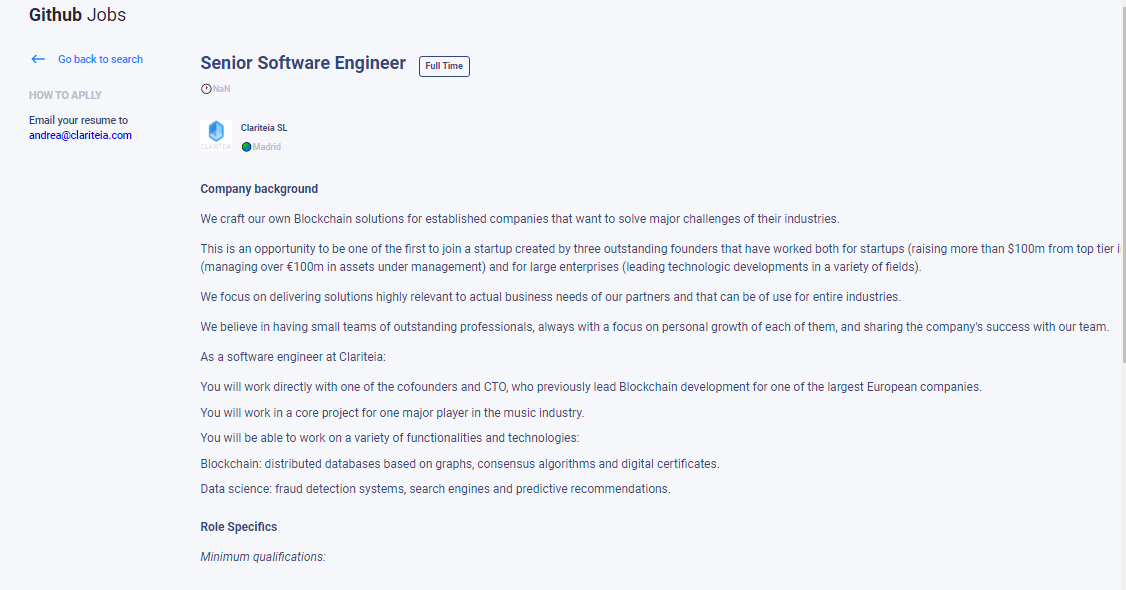 Github Jobs
Go back to search
HOW TO APLLY
Email your resume to
andrea@clariteia.com
Senior Software Engineer Full Time
NaN
CLARITEIA
Clariteia SL
Madrid
Company background
We craft our own Blockchain solutions for established companies that want to solve major challenges of their industries.
This is an opportunity to be one of the first to join a startup created by three outstanding founders that have worked both for startups (raising more than $100m from top tier
(managing over €100m in assets under management) and for large enterprises (leading technologic developments in a variety of fields).
We focus on delivering solutions highly relevant to actual business needs of our partners and that can be of use for entire industries.
We believe in having small teams of outstanding professionals, always with a focus on personal growth of each of them, and sharing the company's success with our team.
As a software engineer at Clariteia:
You will work directly with one of the cofounders and CTO, who previously lead Blockchain development for one of the largest European companies.
You will work in a core project for one major player in the music industry.
You will be able to work on a variety of functionalities and technologies:
Blockchain: distributed databases based on graphs, consensus algorithms and digital certificates.
Data science: fraud detection systems, search engines and predictive recommendations.
Role Specifics
Minimum qualifications: